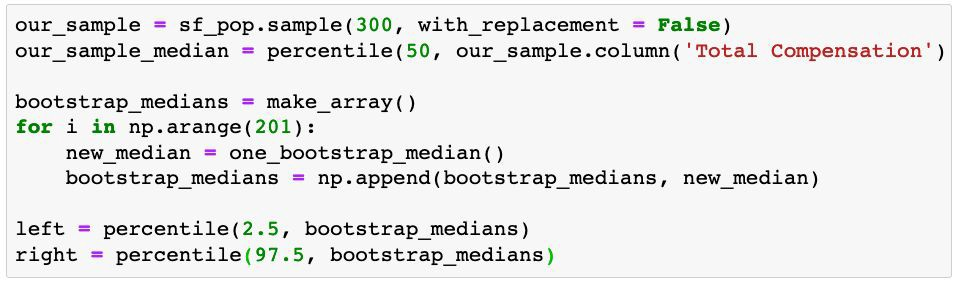 our_sample = sf_pop.sample(300, with_replacement = False)
our_sample_median = percentile(50, our_sample.column('Total Compensation')
bootstrap_medians = make_array()
for i in np.arange(201):
    new_median = one_bootstrap_median()
    bootstrap_medians = np.append(bootstrap_medians, new_median)
left = percentile(2.5, bootstrap_medians)
right = percentile(97.5, bootstrap_medians)